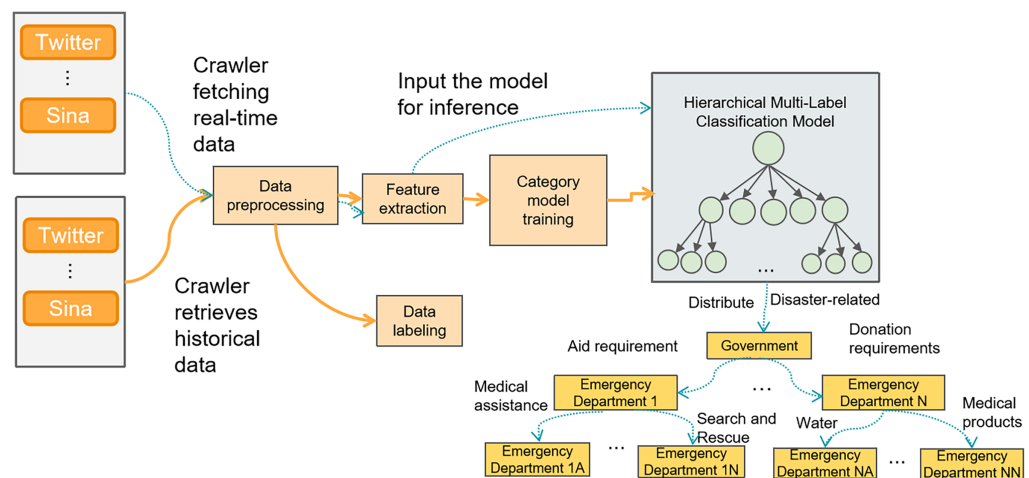 Twitter
⋮
Sina
Crawler
fetching
real-time
data
Input the model
for inference
Hierarchical Multi-Label
Classification Model
...
Data
preprocessing
Feature
extraction
Category
model
training
Twitter
⋮
Sina
Crawler
retrieves
historical
data
Data
labeling
Distribute
Disaster-related
Government
Aid requirement
Donation
requirements
Emergency
Department 1
...
Emergency
Department N
Medical
assistance
Search and
Rescue
Water
Medical
products
Emergency
Department 1A
...
Emergency
Department 1N
Emergency
Department NA
...
Emergency
Department NN